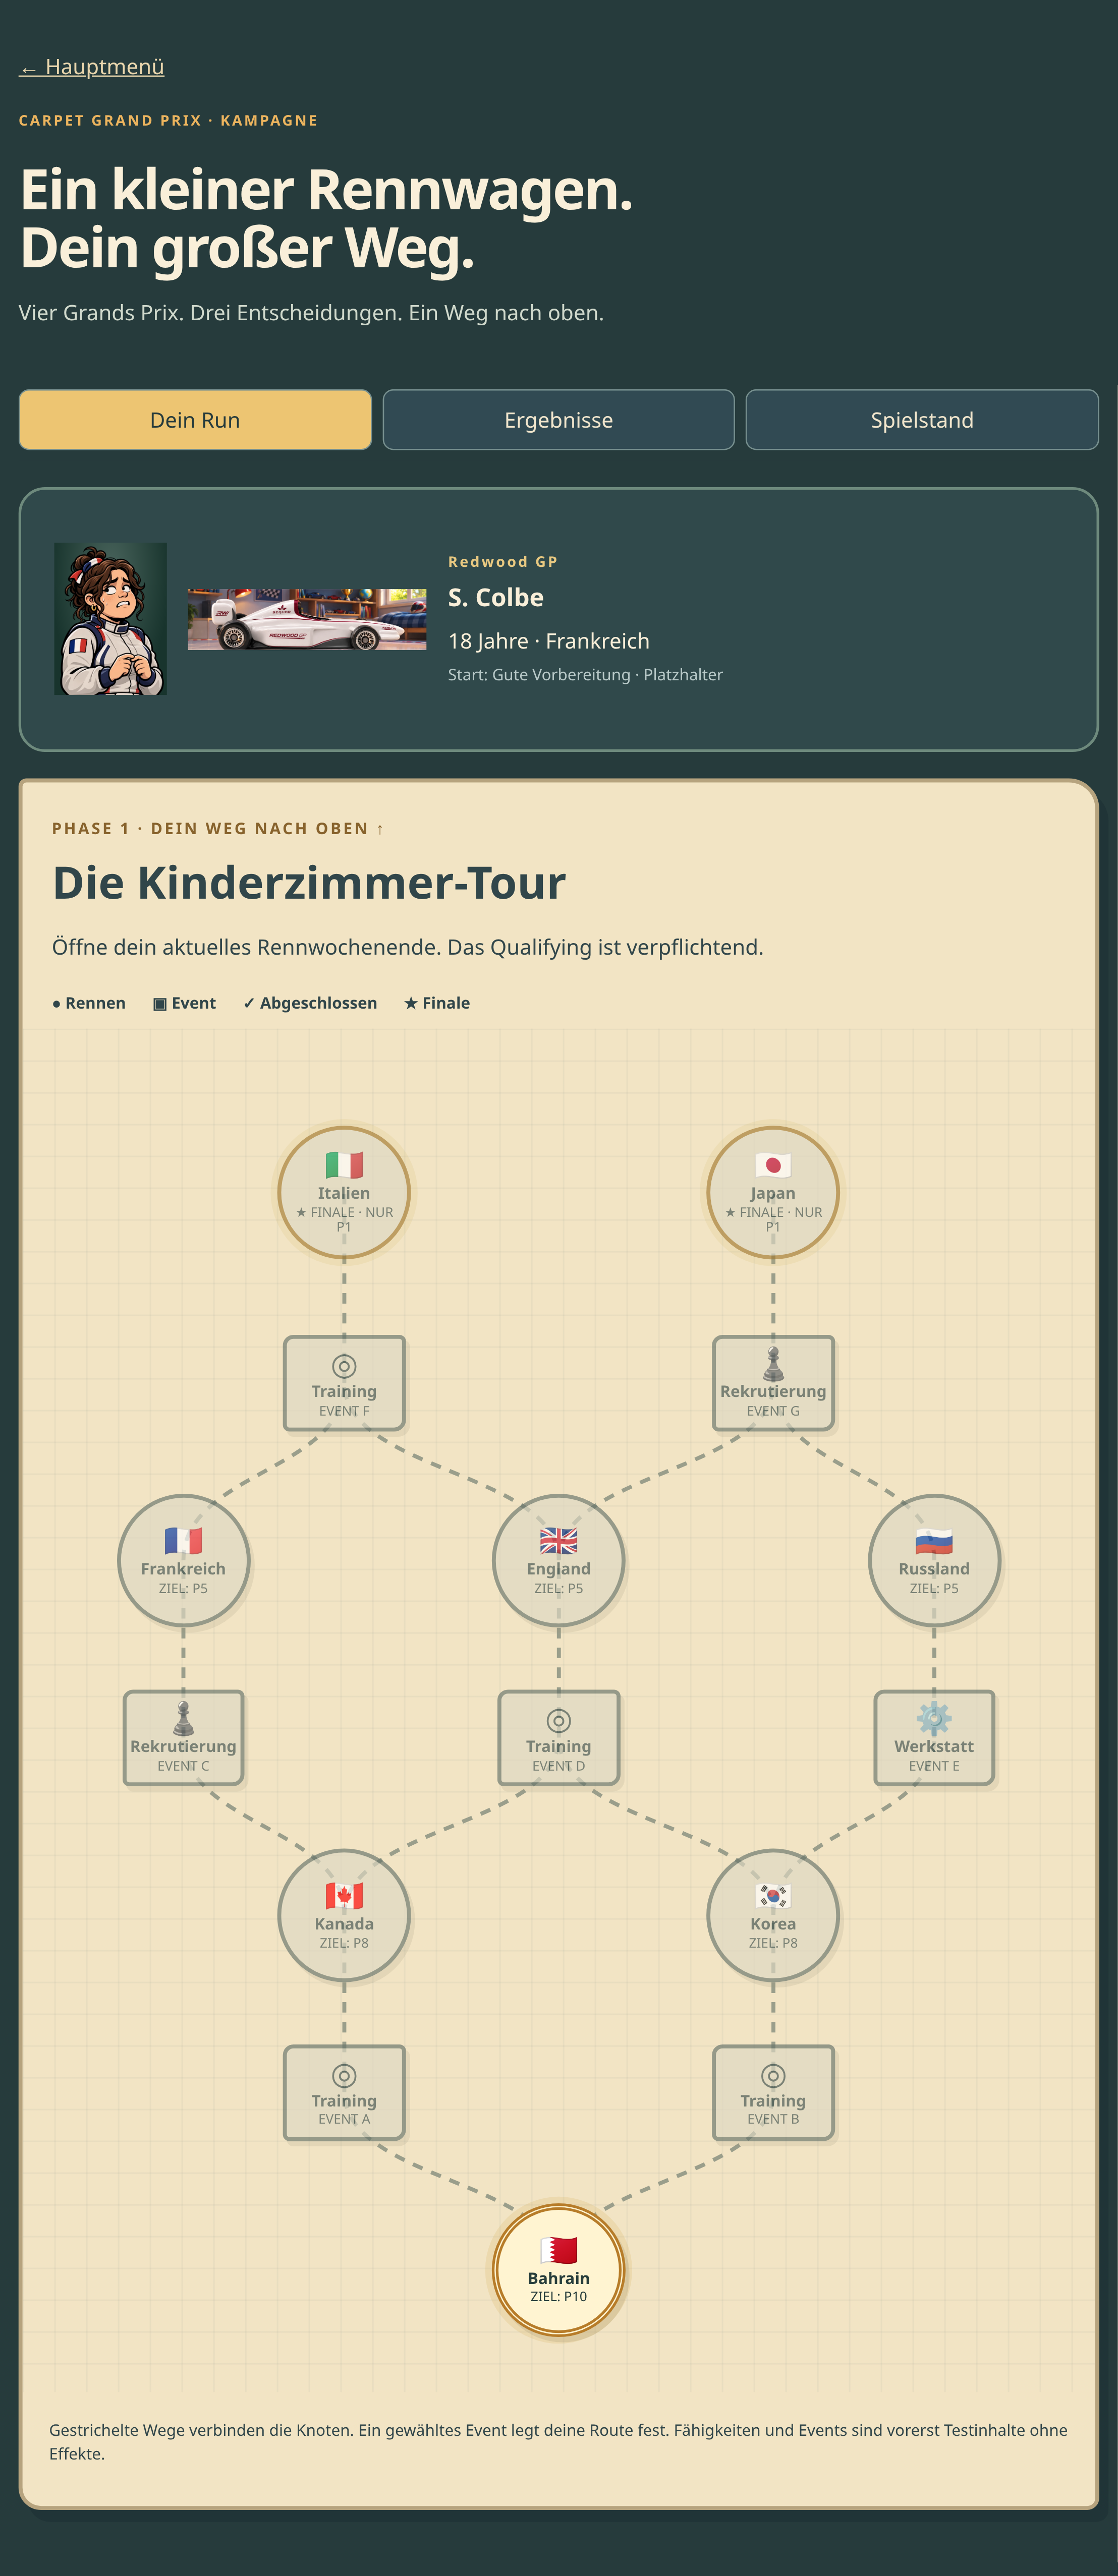 ← Hauptmenü
CARPET GRAND PRIX · KAMPAGNE
Ein kleiner Rennwagen.
Dein großer Weg.
Vier Grands Prix. Drei Entscheidungen. Ein Weg nach oben.
Dein Run
Ergebnisse
Spielstand
REDWOOD GP
Redwood GP
S. Colbe
18 Jahre · Frankreich
Start: Gute Vorbereitung · Platzhalter
PHASE 1 · DEIN WEG NACH OBEN ↑
Die Kinderzimmer-Tour
Öffne dein aktuelles Rennwochenende. Das Qualifying ist verpflichtend.
● Rennen ▣ Event ✓ Abgeschlossen ★ Finale
Italien
★ FINALE · NUR
P1
Japan
★ FINALE · NUR
P1
Training
EVENT F
Rekrutierung
EVENT G
Frankreich
ZIEL: P5
England
ZIEL: P5
Russland
ZIEL: P5
Rekrutierung
EVENT C
Training
EVENT D
Werkstatt
EVENT E
Kanada
ZIEL: P8
Korea
ZIEL: P8
Training
EVENT A
Training
EVENT B
Bahrain
ZIEL: P10
Gestrichelte Wege verbinden die Knoten. Ein gewähltes Event legt deine Route fest. Fähigkeiten und Events sind vorerst Testinhalte ohne
Effekte.